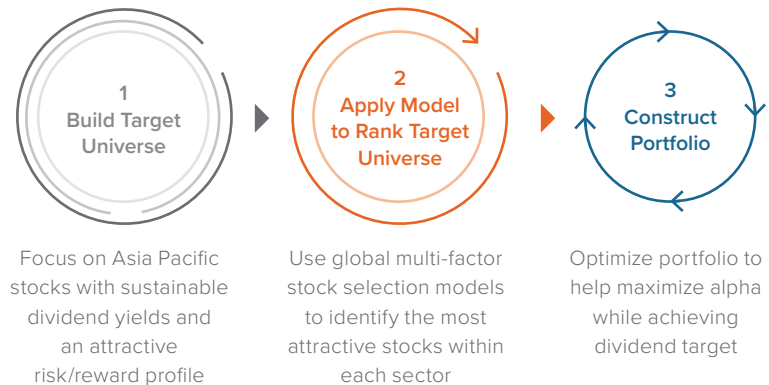 1
Build Target
Universe
Focus on Asia Pacific
stocks with sustainable
dividend yields and
an attractive
risk/reward profile
2
Apply Model
to Rank Target
Universe
Use global multi-factor
stock selection models
to identify the most
attractive stocks within
each sector
3
Construct
Portfolio
Optimize portfolio to
help maximize alpha
while achieving
dividend target